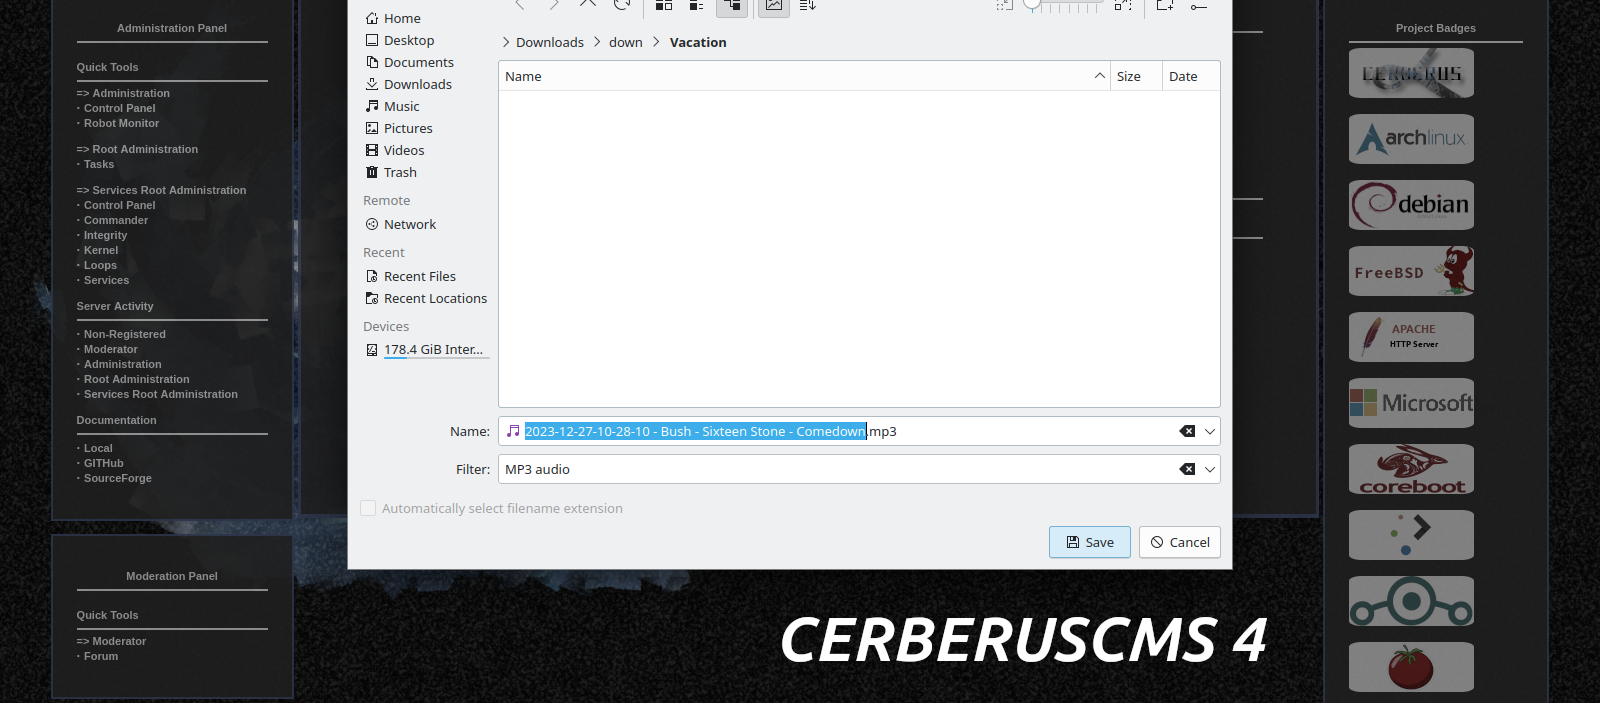 Administration Panel
Quick Tools
=> Administration
· Control Panel
· Robot Monitor
=> Root Administration
· Tasks
=> Services Root Administration
· Control Panel
· Commander
· Integrity
· Kernel
· Loops
· Services
Server Activity
· Non-Registered
· Moderator
· Administration
· Root Administration
· Services Root Administration
Documentation
· Local
· GITHub
· SourceForge
Moderation Panel
Quick Tools
=> Moderator
· Forum
Home
Desktop
Documents
Downloads
Music
Pictures
Videos
Trash
Remote
Network
Recent
Recent Files
Recent Locations
Devices
178.4 GiB Inter...
> Downloads > down > Vacation
Name Size Date
Name: 2023-12-27-10-28-10 - Bush - Sixteen Stone - Comedown.mp3
Filter: MP3 audio
Automatically select filename extension
Save Cancel
CERBERUSCMS 4
Project Badges
CERBERUS
archlinux
debian
FreeBSD
APACHE
HTTP Server
Microsoft
coreboot